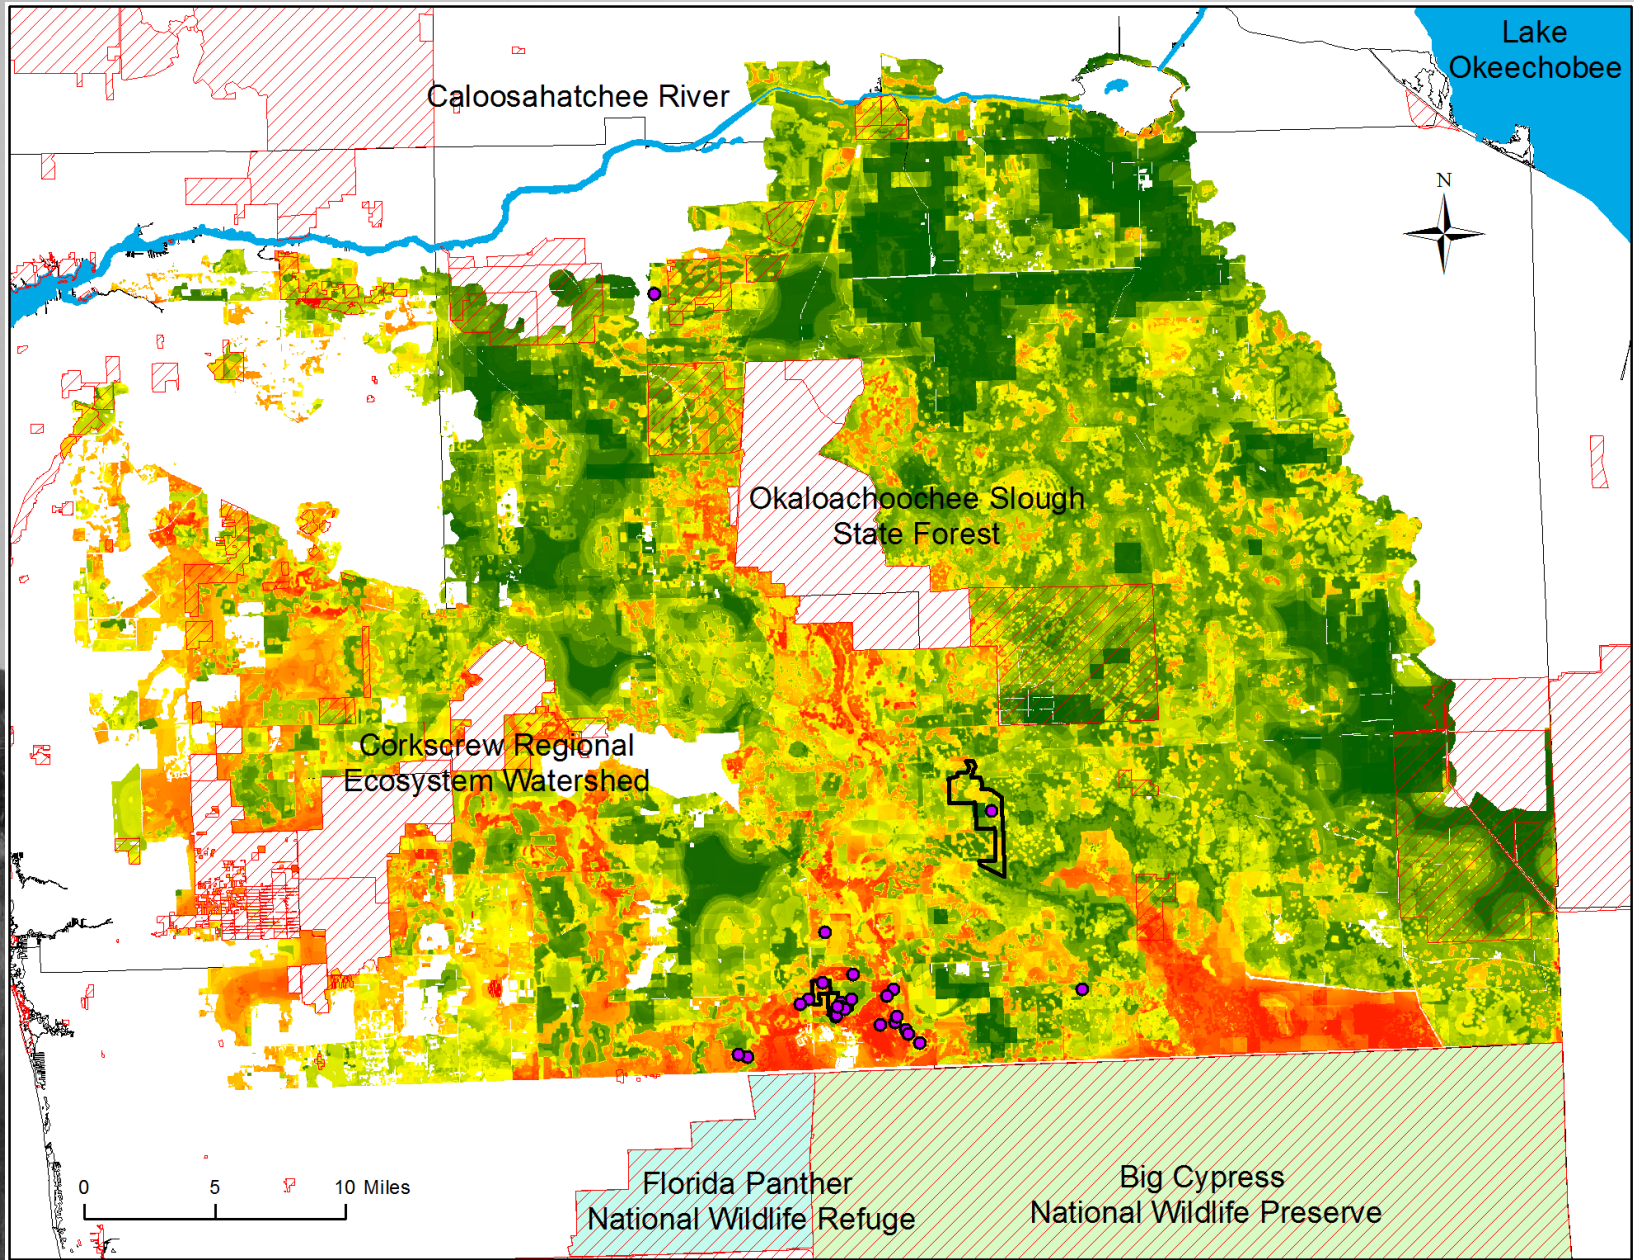 Lake
Okeechobee
Caloosahatchee River
N
Okaloachoochee Slough
State Forest
Corkscrew Regional
Ecosystem Watershed
0 5 10 Miles
Florida Panther
National Wildlife Refuge
Big Cypress
National Wildlife Preserve